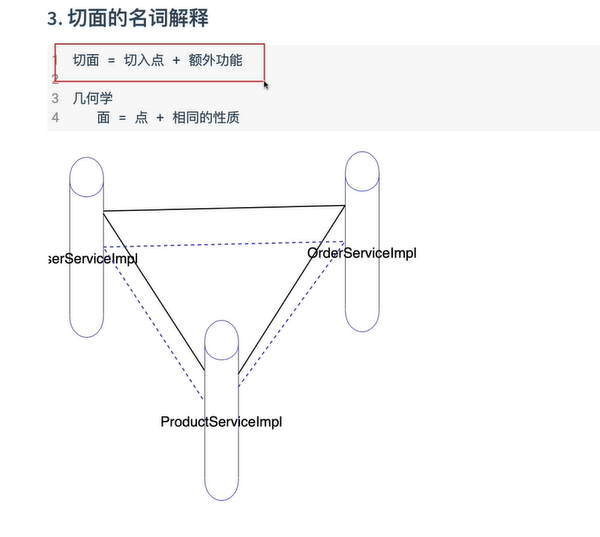 3. 切面的名词解释
1 切面 = 切入点 + 额外功能
2
3 几何学
4 面 = 点 + 相同的性质
serServiceImpl
OrderServiceImpl
ProductServiceImpl